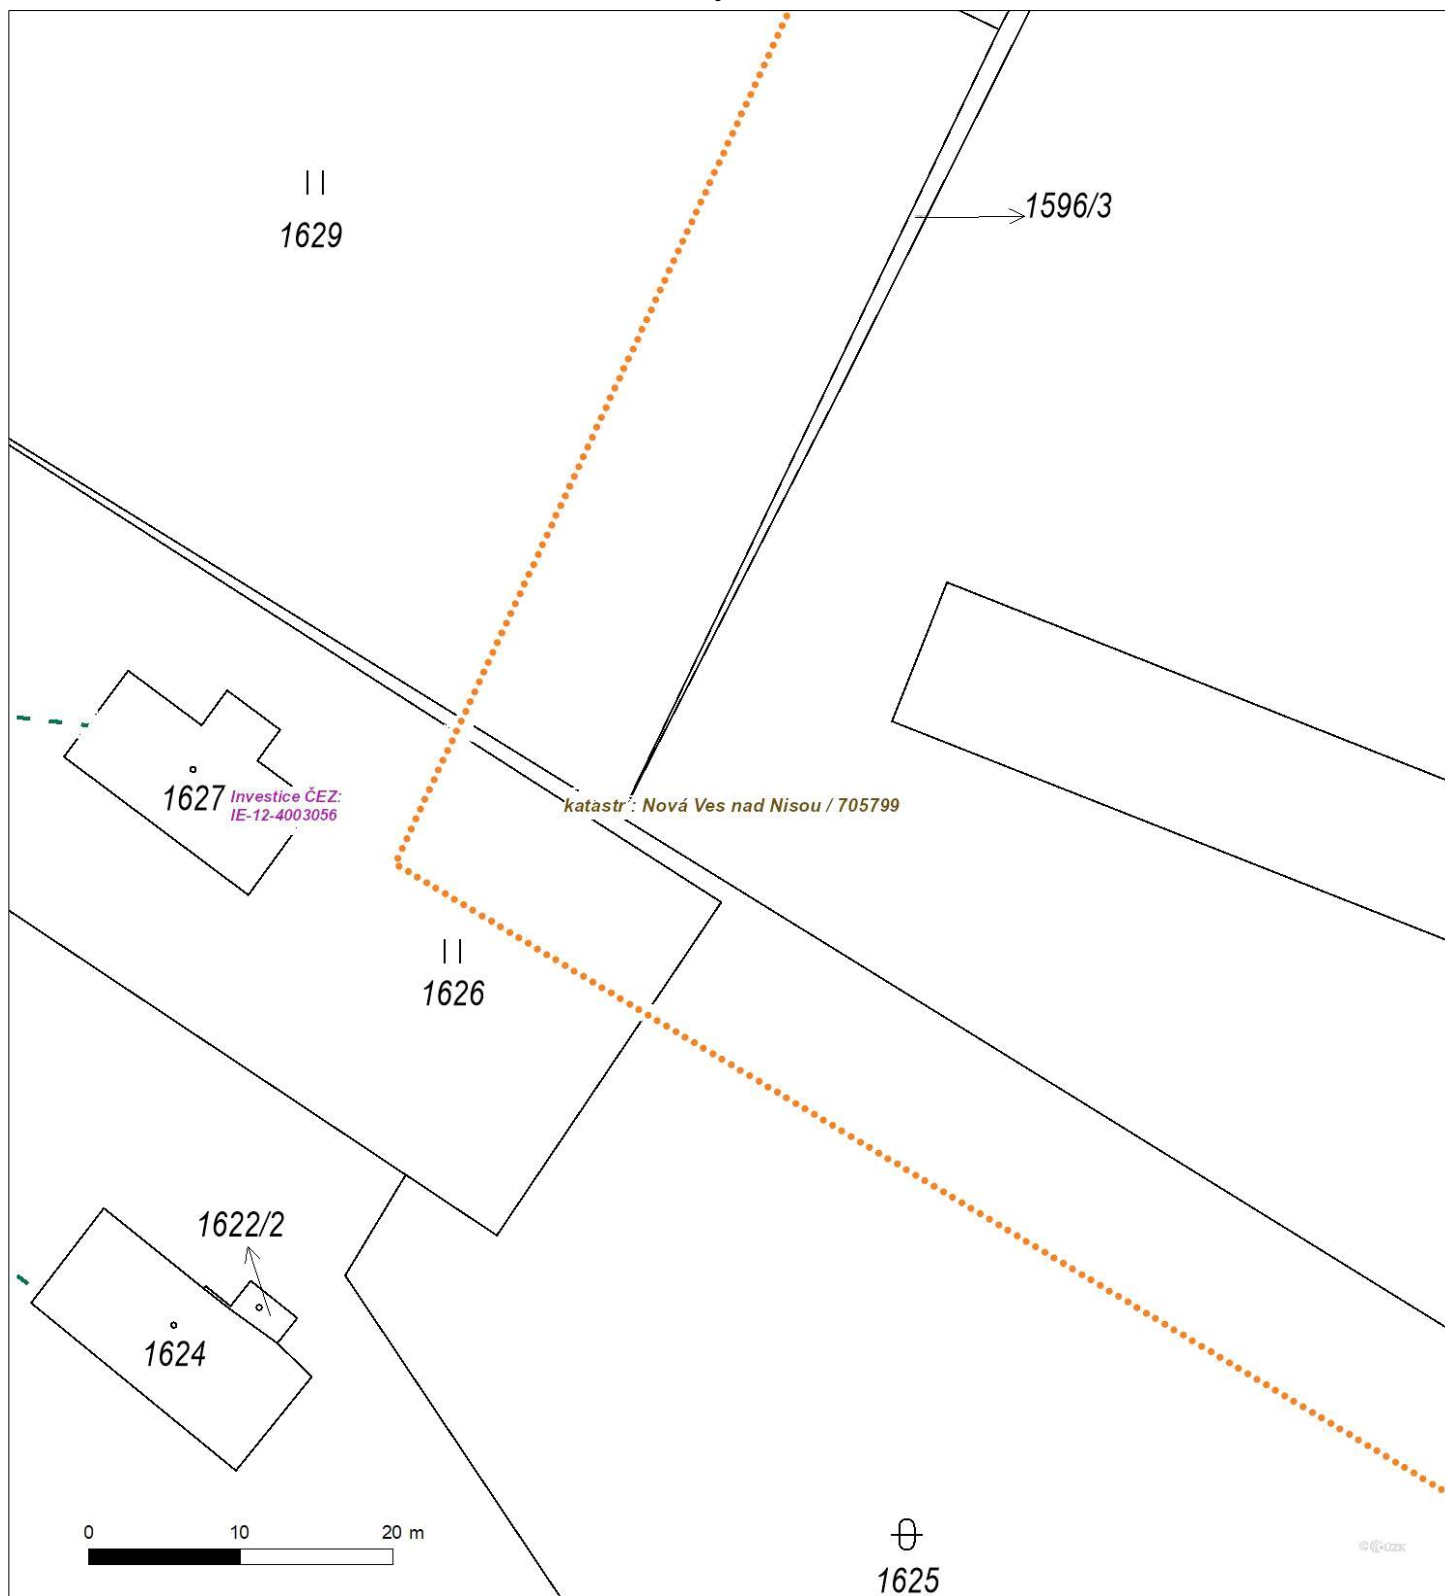 1629
1596/3
1627
Investice ČEZ:
IE-12-4003056
katastr : Nová Ves nad Nisou / 705799
1626
1622/2
1624
0 10 20 m
1625